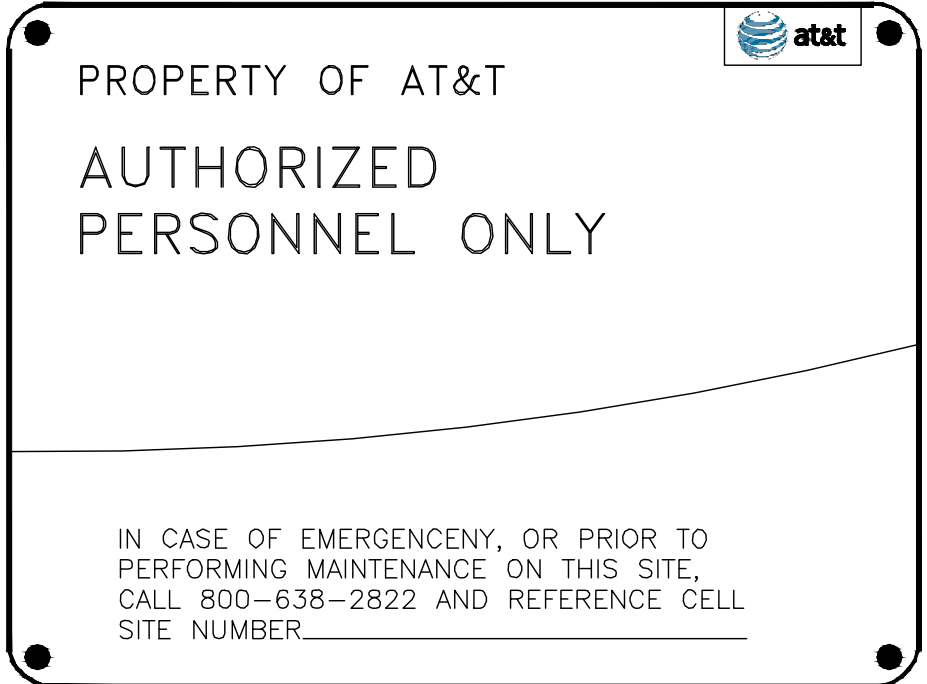 at&t
PROPERTY OF AT&T
AUTHORIZED
PERSONNEL ONLY
IN CASE OF EMERGENCENY, OR PRIOR TO
PERFORMING MAINTENANCE ON THIS SITE,
CALL 800-638-2822 AND REFERENCE CELL
SITE NUMBER